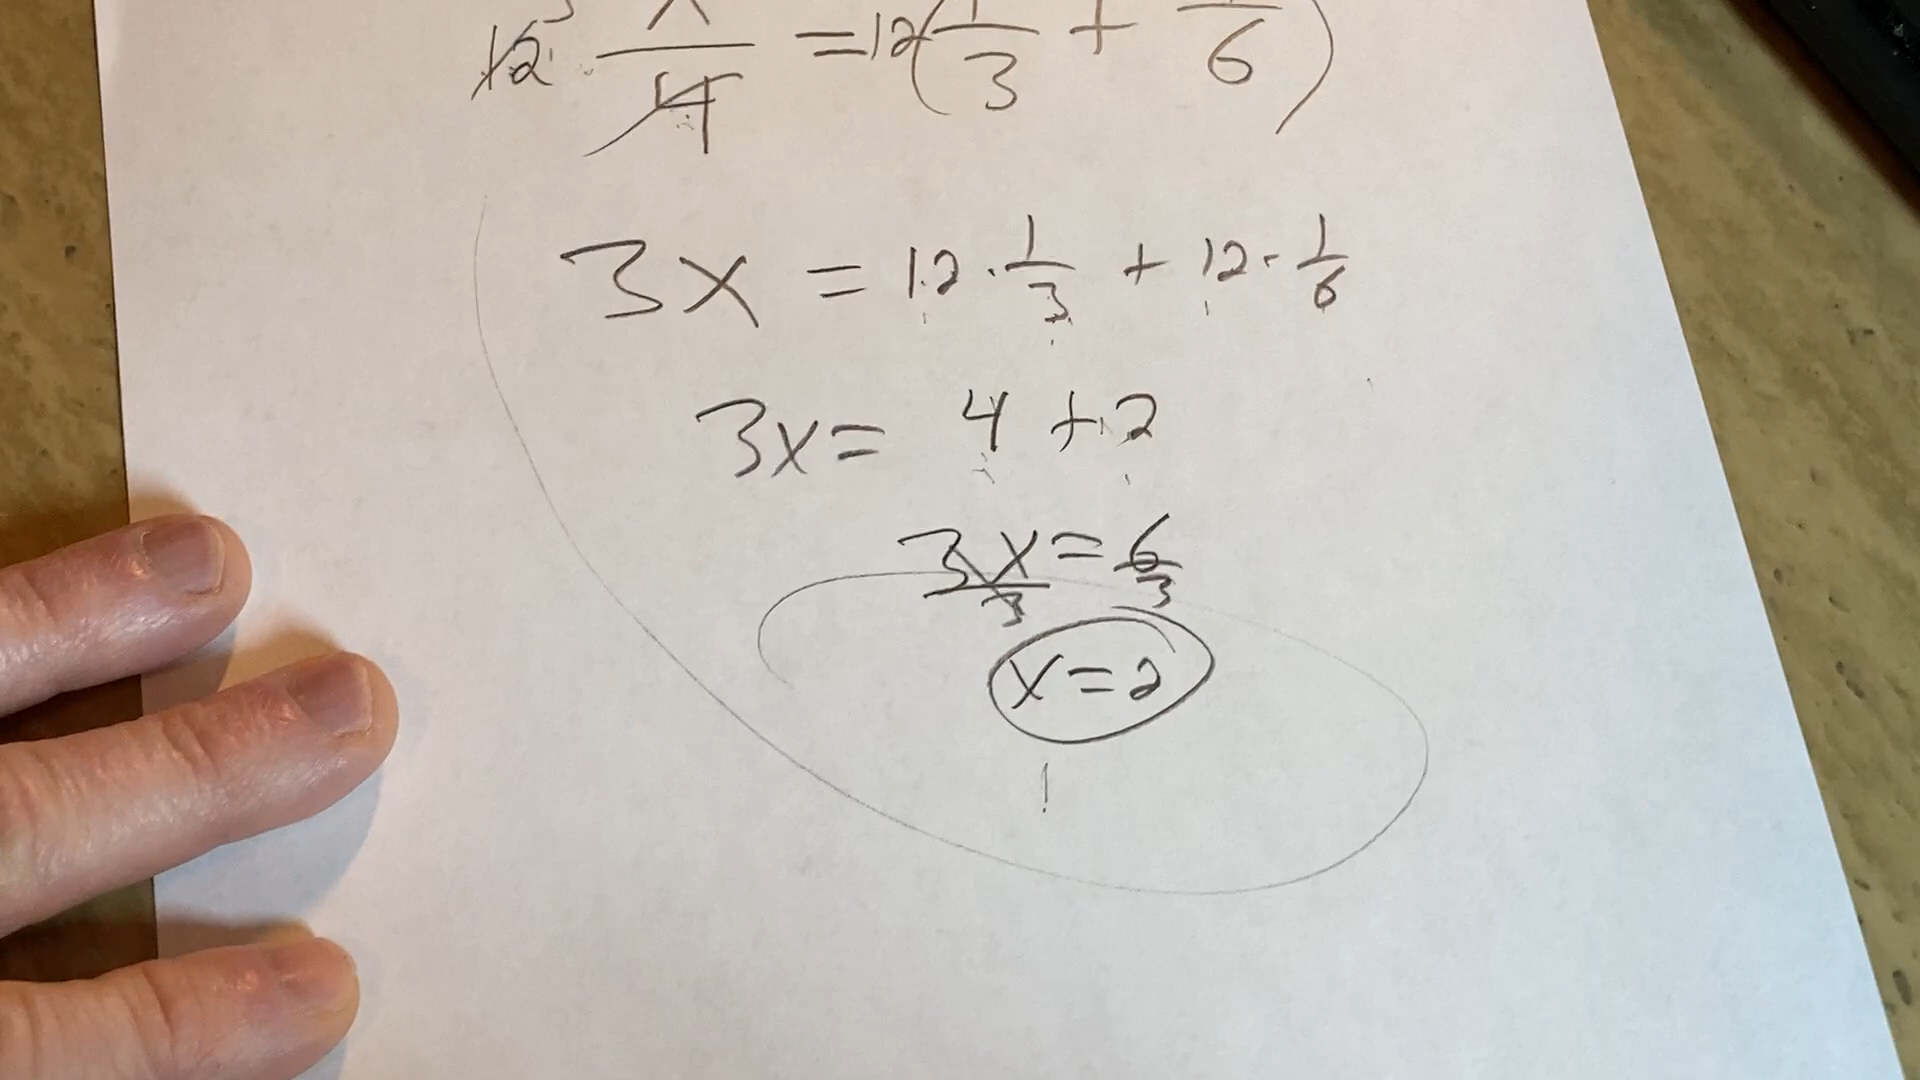 12 · x/4 = 12(1/3 + 1/6)
3x = 12 · 1/3 + 12 · 1/6
3x = 4 + 2
3x/3 = 6/3
x = 2